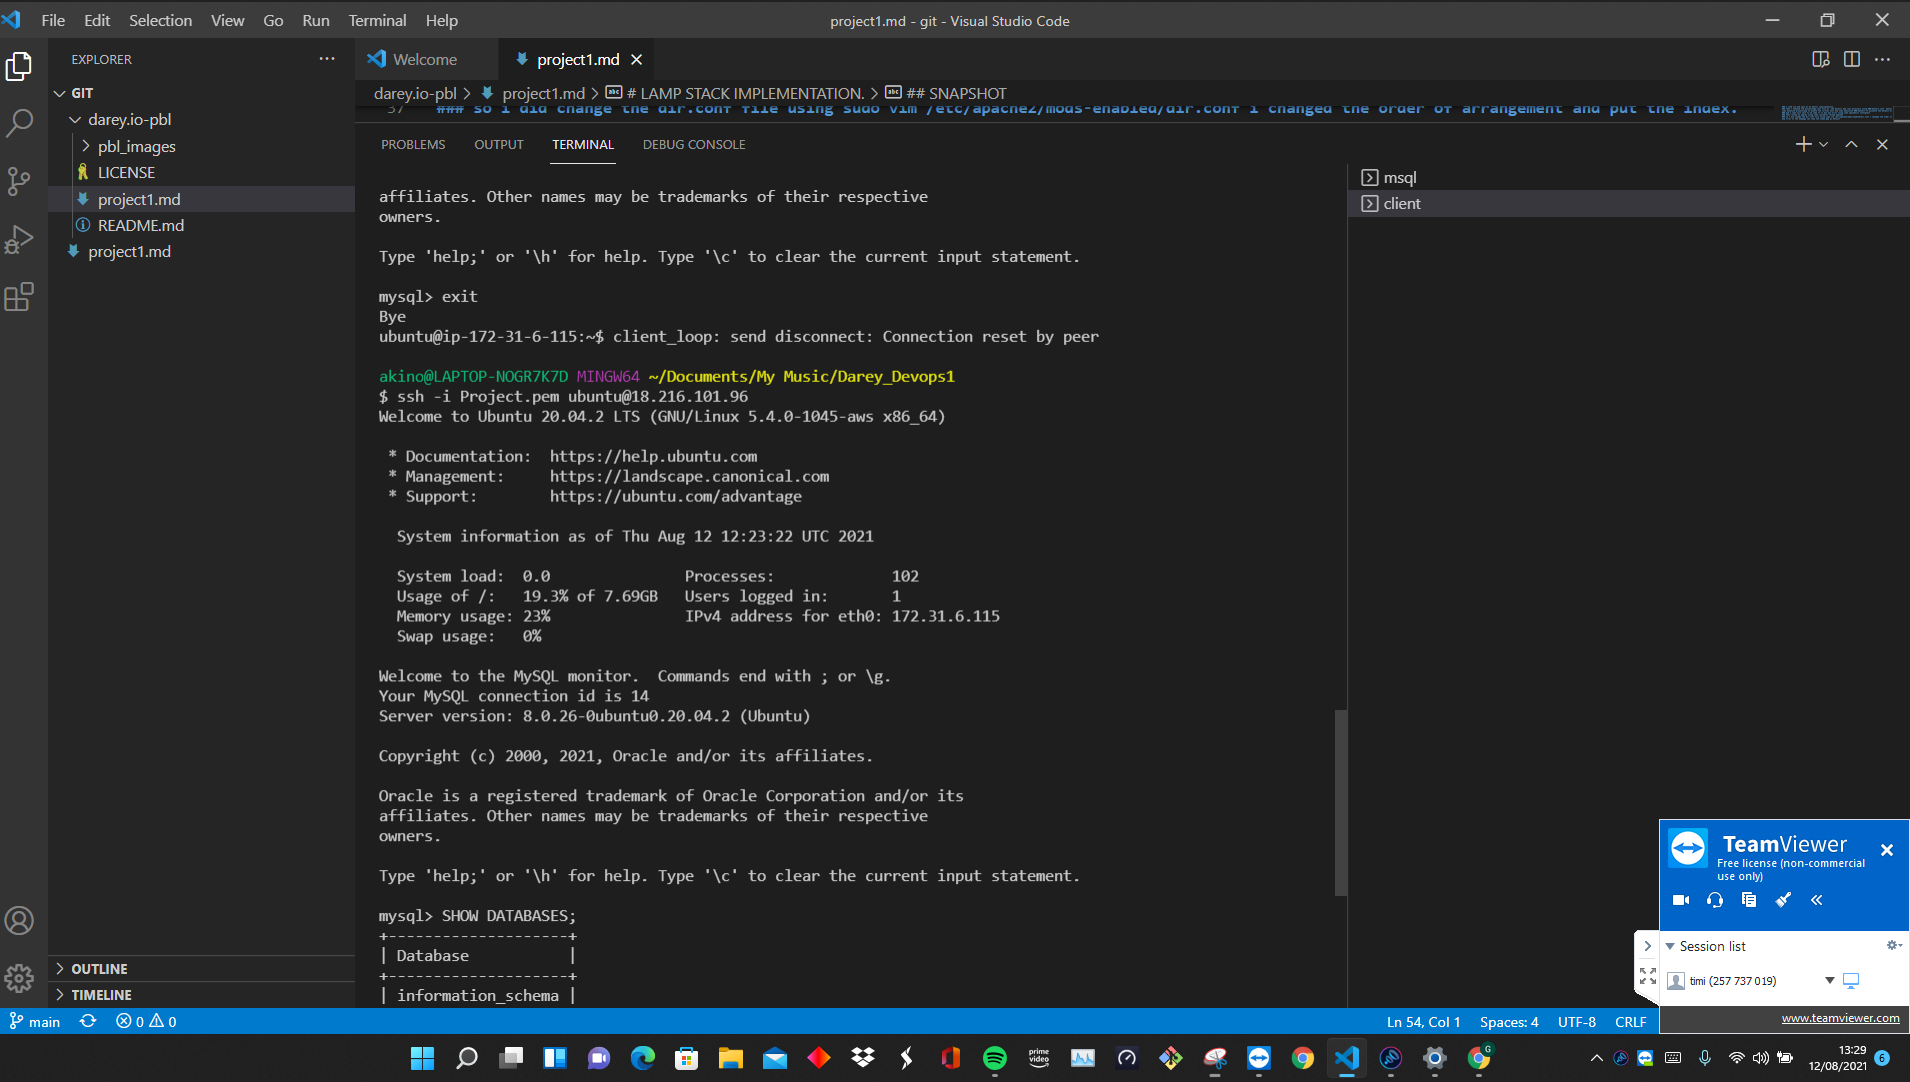 File Edit Selection View Go Run Terminal Help
project1.md - git - Visual Studio Code
EXPLORER
GIT
darey.io-pbl
pbl_images
LICENSE
project1.md
README.md
project1.md
OUTLINE
TIMELINE
Welcome
project1.md
darey.io-pbl > project1.md > # LAMP STACK IMPLEMENTATION. > ## SNAPSHOT
37 ### so i did change the dir.conf file using sudo vim /etc/apache2/mods-enabled/dir.conf i changed the order of arrangement and put the index.
PROBLEMS OUTPUT TERMINAL DEBUG CONSOLE
affiliates. Other names may be trademarks of their respective
owners.
Type 'help;' or '\h' for help. Type '\c' to clear the current input statement.
mysql> exit
Bye
ubuntu@ip-172-31-6-115:~$ client_loop: send disconnect: Connection reset by peer
akino@LAPTOP-NOGR7K7D MINGW64 ~/Documents/My Music/Darey_Devops1
$ ssh -i Project.pem ubuntu@18.216.101.96
Welcome to Ubuntu 20.04.2 LTS (GNU/Linux 5.4.0-1045-aws x86_64)
* Documentation: https://help.ubuntu.com
* Management: https://landscape.canonical.com
* Support: https://ubuntu.com/advantage
System information as of Thu Aug 12 12:23:22 UTC 2021
System load: 0.0 Processes: 102
Usage of /: 19.3% of 7.69GB Users logged in: 1
Memory usage: 23% IPv4 address for eth0: 172.31.6.115
Swap usage: 0%
Welcome to the MySQL monitor. Commands end with ; or \g.
Your MySQL connection id is 14
Server version: 8.0.26-0ubuntu0.20.04.2 (Ubuntu)
Copyright (c) 2000, 2021, Oracle and/or its affiliates.
Oracle is a registered trademark of Oracle Corporation and/or its
affiliates. Other names may be trademarks of their respective
owners.
Type 'help;' or '\h' for help. Type '\c' to clear the current input statement.
mysql> SHOW DATABASES;
+--------------------+
| Database |
+--------------------+
| information_schema |
msql
client
TeamViewer
Free license (non-commercial
use only)
Session list
timi (257 737 019)
www.teamviewer.com
main 0 0
Ln 54, Col 1 Spaces: 4 UTF-8 CRLF
prime
video
G
13:29
12/08/2021
6